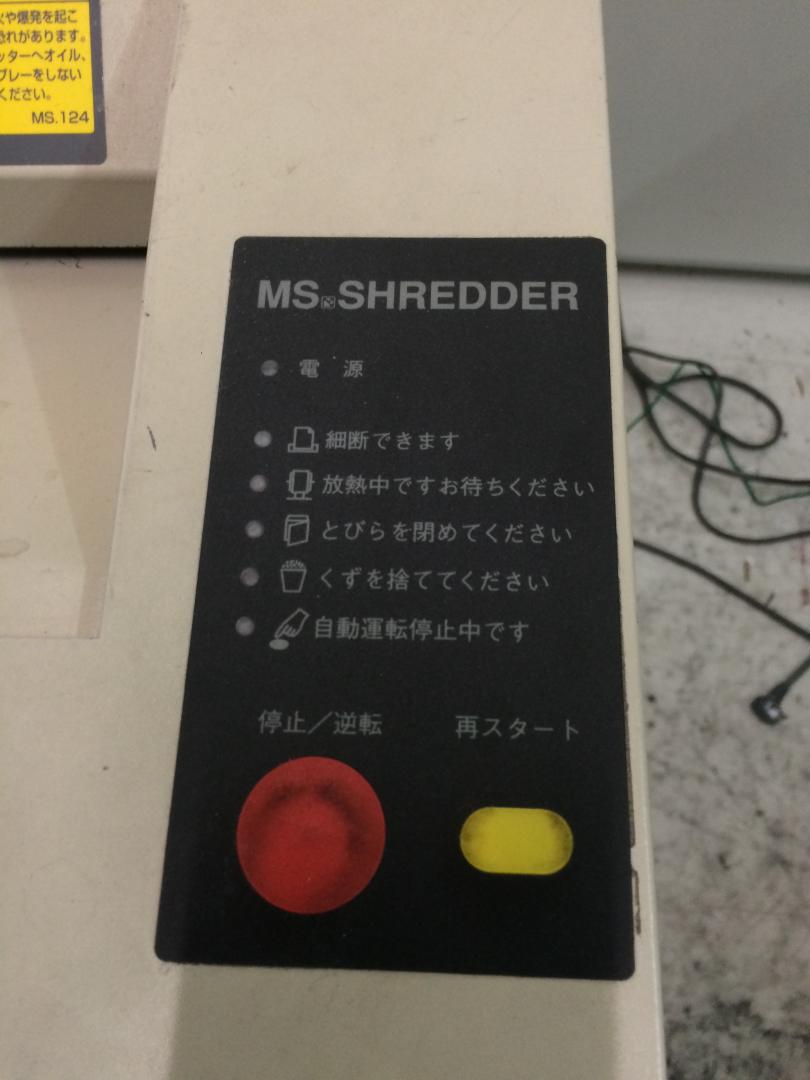 や爆発を起こ
れがあります。
ッターへオイル、
プレーをしない
ください。
MS.124
MS SHREDDER
電 源
細断できます
放熱中ですお待ちください
とびらを閉めてください
くずを捨ててください
自動運転停止中です
停止／逆転
再スタート